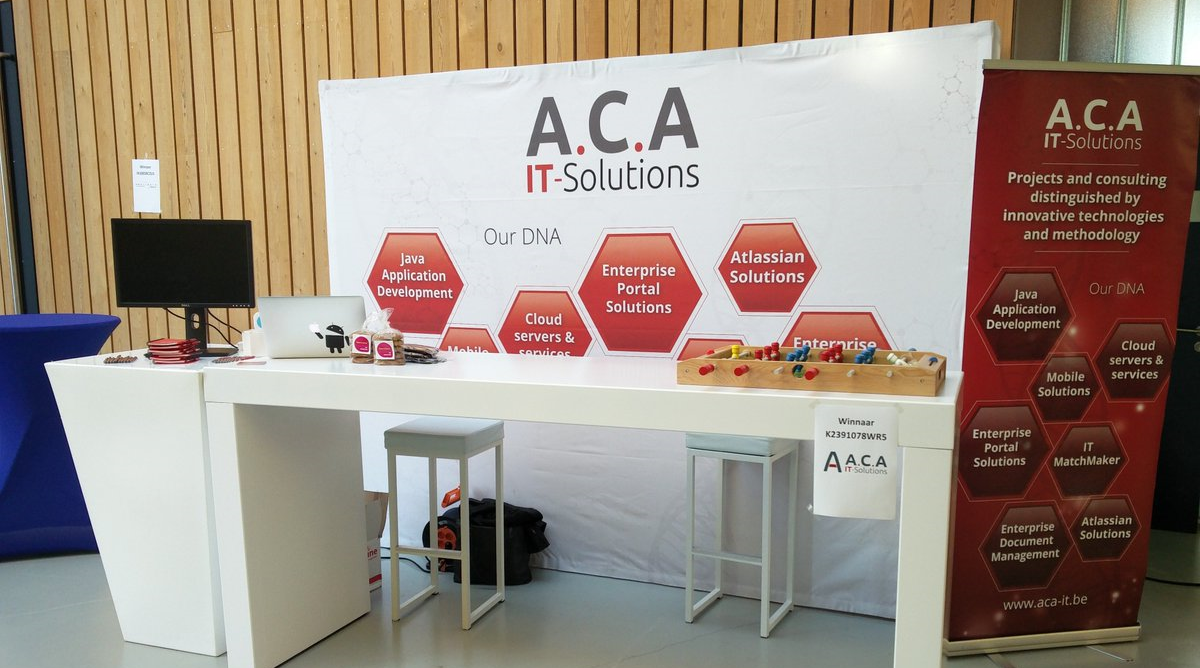 A.C.A
IT-Solutions
Our DNA
Java
Application
Development
Cloud
servers &
services
Mobile
Enterprise
Portal
Solutions
Atlassian
Solutions
Enterprise
Winnaar
K2391078WR5
A A.C.A
IT-Solutions
A.C.A
IT-Solutions
Projects and consulting
distinguished by
innovative technologies
and methodology
Our DNA
Java
Application
Development
Cloud
servers &
services
Mobile
Solutions
Enterprise
Portal
Solutions
IT
MatchMaker
Enterprise
Document
Management
Atlassian
Solutions
www.aca-it.be